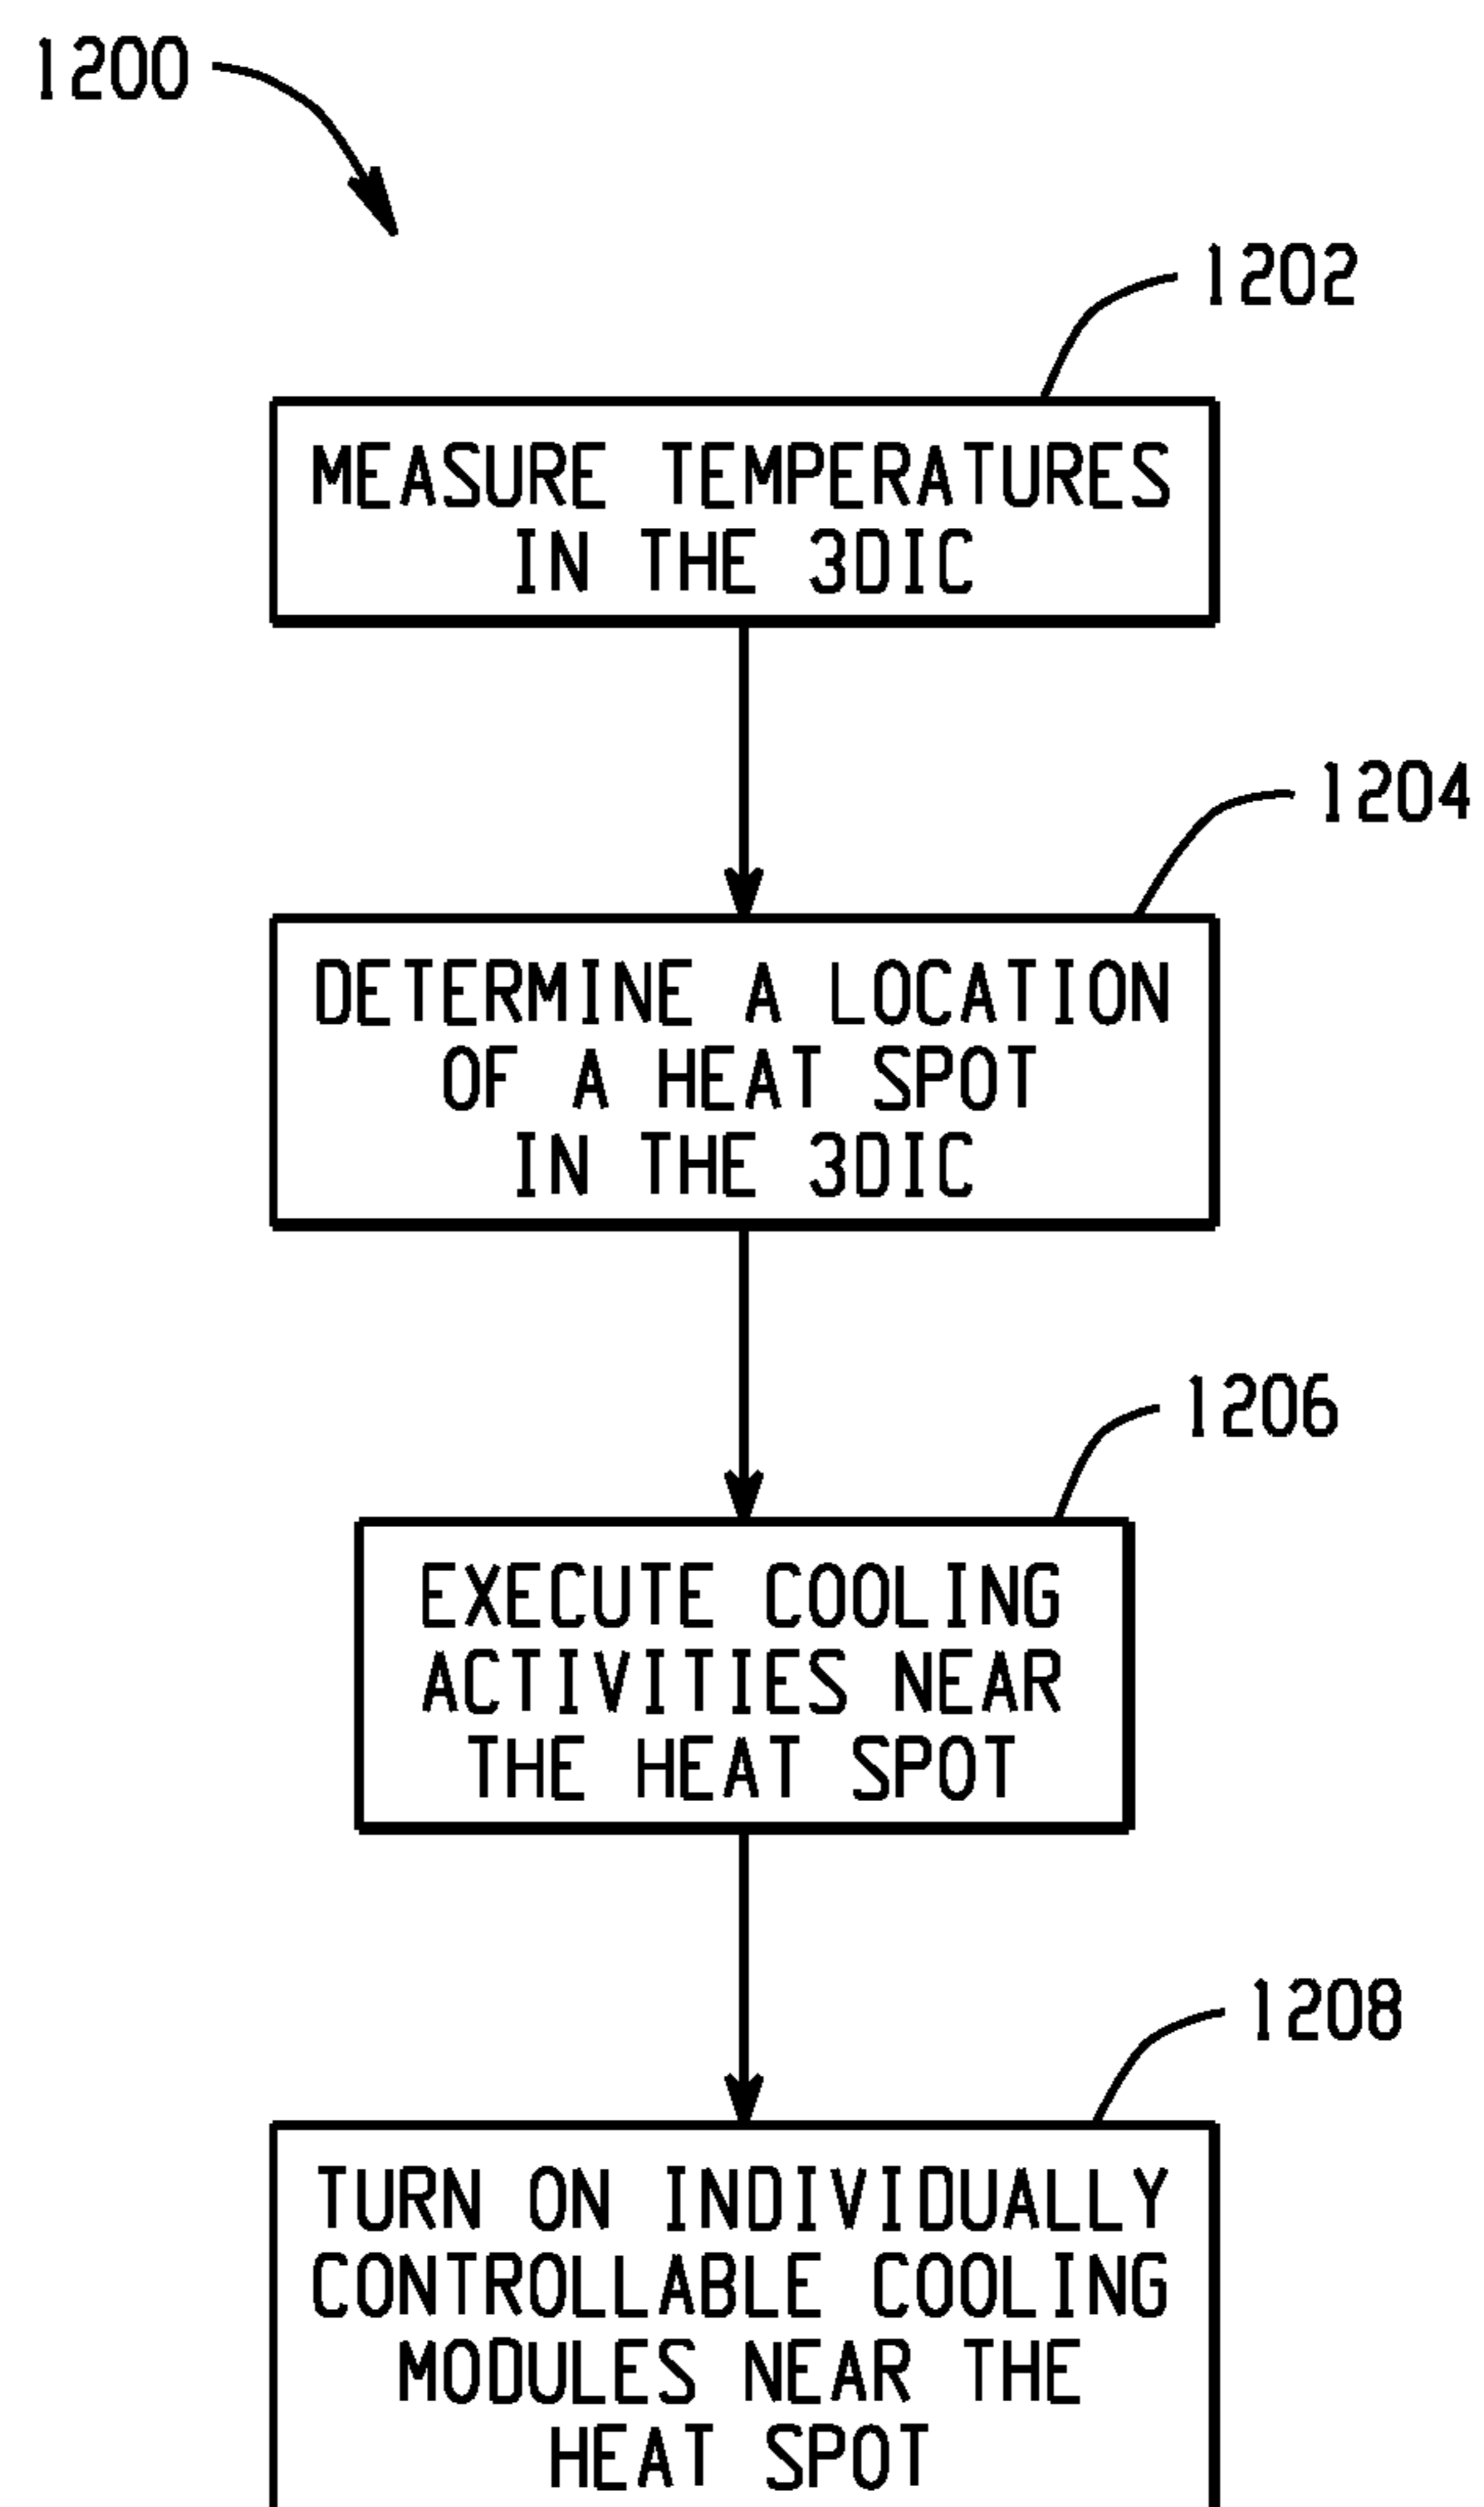 1200
1202
MEASURE TEMPERATURES
IN THE 3DIC
1204
DETERMINE A LOCATION
OF A HEAT SPOT
IN THE 3DIC
1206
EXECUTE COOLING
ACTIVITIES NEAR
THE HEAT SPOT
1208
TURN ON INDIVIDUALLY
CONTROLLABLE COOLING
MODULES NEAR THE
HEAT SPOT